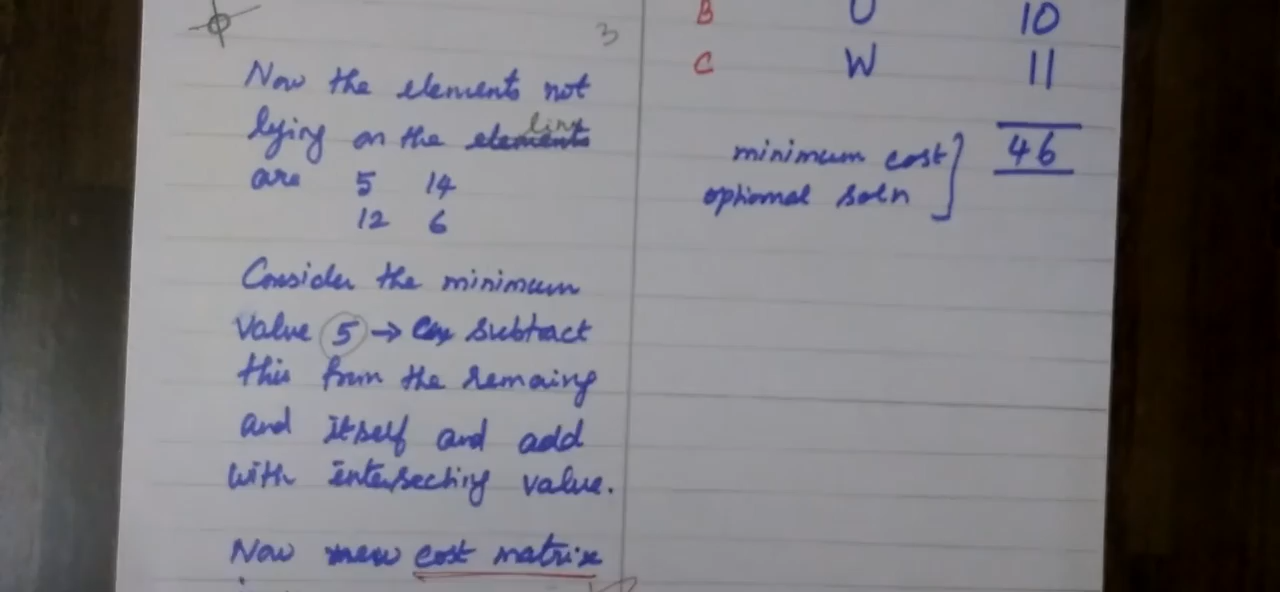 3
Now the elements not
lying on the line
are 5 14
12 6
Consider the minimum
value 5 → subtract
this from the remaing
and itself and add
with intersecting value.
Now new cost matrix
B U 10
C W 11
46
minimum cost
optional soln